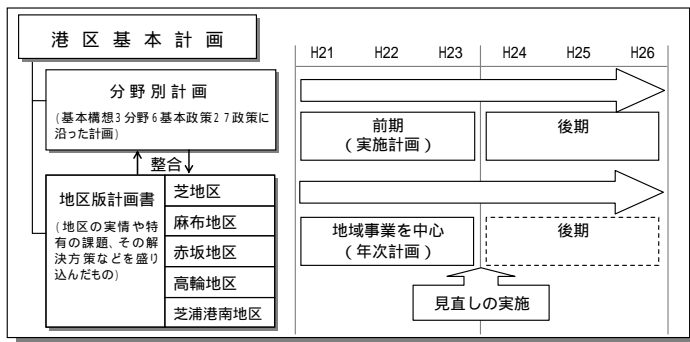 港区基本計画
分野別計画
(基本構想3分野6基本政策27政策に
沿った計画)
整合
地区版計画書
(地区の実情や特
有の課題、その解
決方策などを盛り
込んだもの)
芝地区
麻布地区
赤坂地区
高輪地区
芝浦港南地区
H21 H22 H23 H24 H25 H26
前期
(実施計画)
後期
地域事業を中心
(年次計画)
後期
見直しの実施